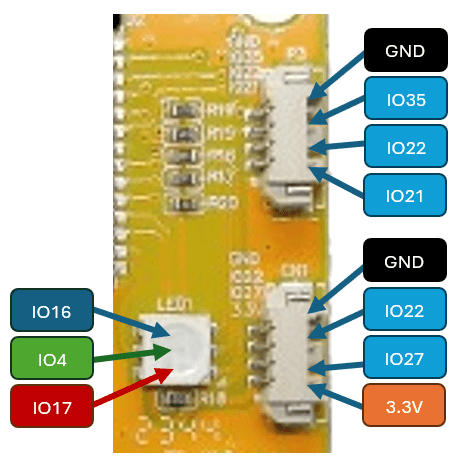 GND
IO35
IO22
IO21
GND
IO35
P3
R16
R15
R17
R20
GND
IO22
IO27
3.3V
CN1
GND
IO22
IO27
3.3V
LED1
IO16
IO4
IO17
R18
2344